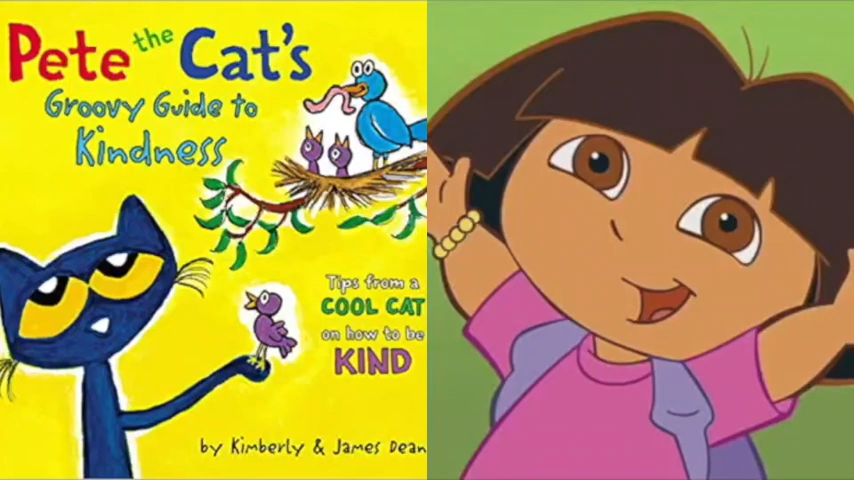 Pete the Cat's
Groovy Guide to
Kindness
Tips from a
COOL CAT
on how to be
KIND
by Kimberly & James Dean